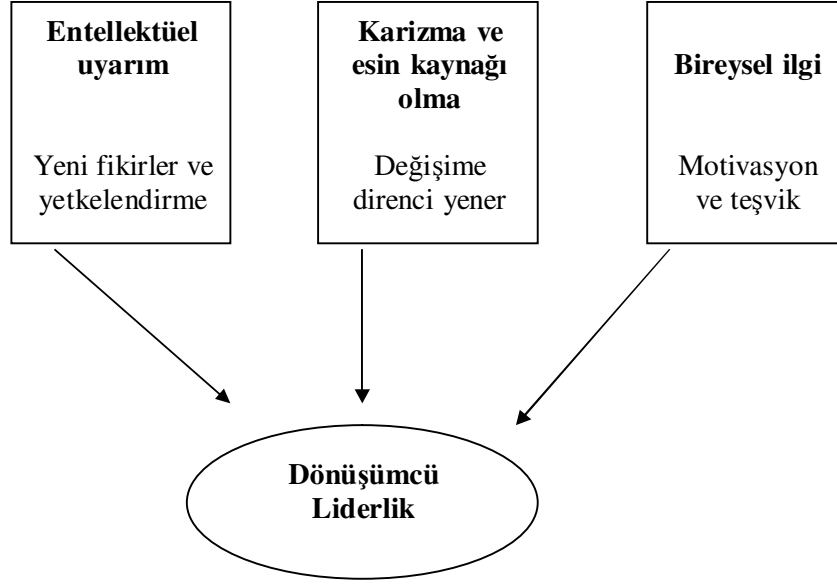 Entellektüel
uyarım
Yeni fikirler ve
yetkelendirme
Karizma ve
esin kaynağı
olma
Değişime
direnci yener
Bireysel ilgi
Motivasyon
ve teşvik
Dönüşümcü
Liderlik